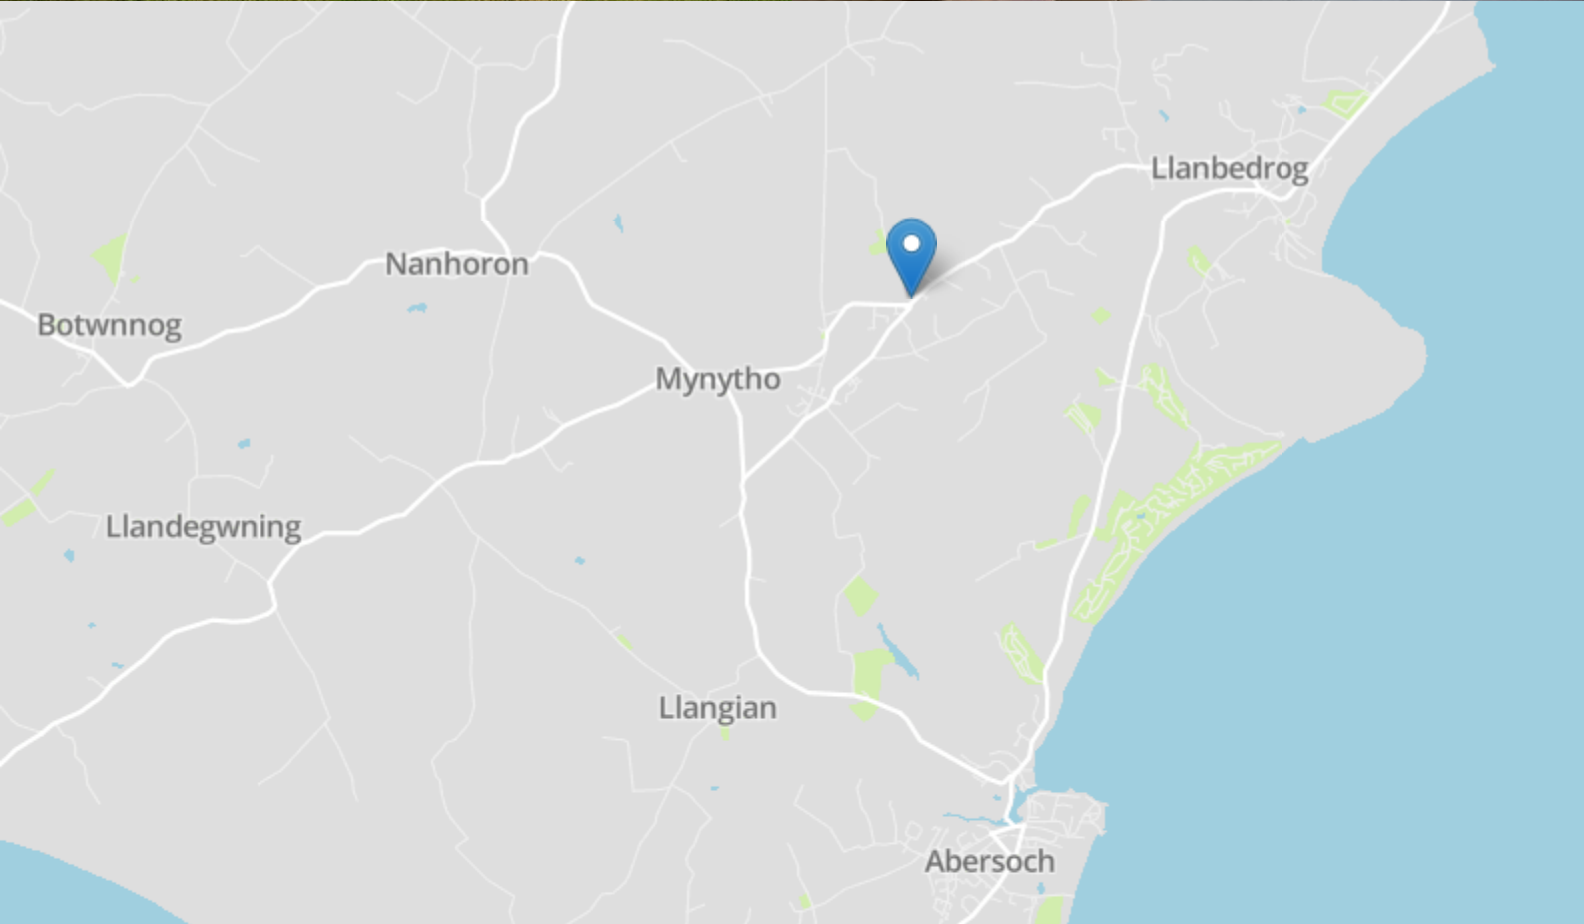 Llanbedrog
Nanhoron
Botwnnog
Mynytho
Llandegwning
Llangian
Abersoch